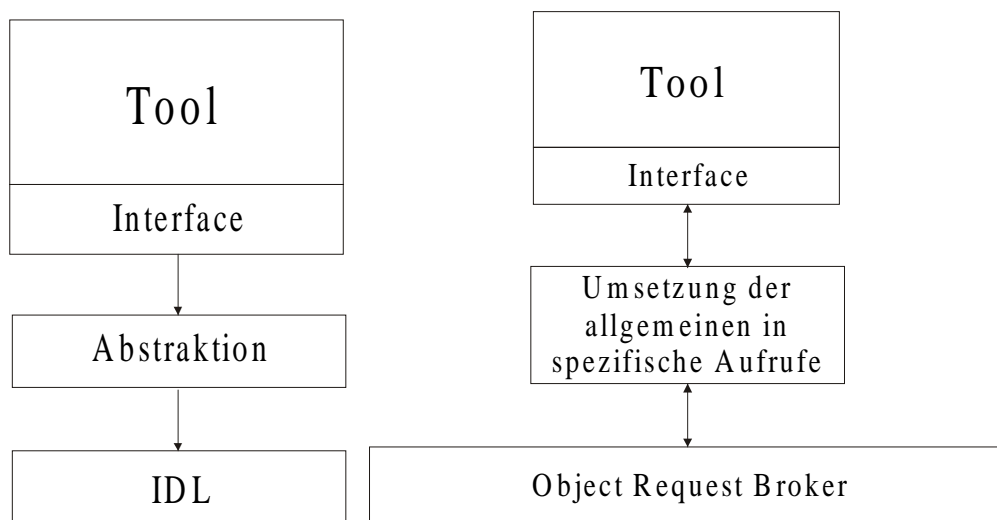 Tool
Interface
Abstraktion
IDL
Tool
Interface
Umsetzung der
allgemeinen in
spezifische Aufrufe
Object Request Broker